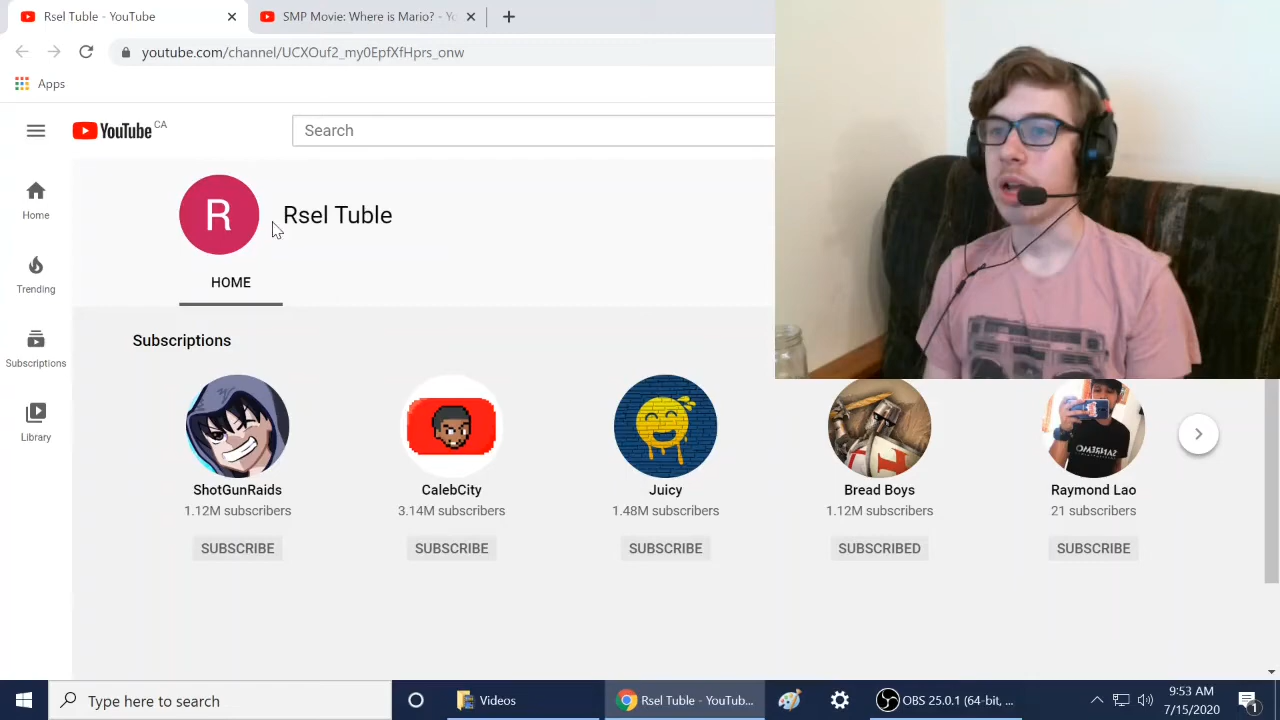 Rsel Tuble - YouTube
SMP Movie: Where is Mario? - Yo
youtube.com/channel/UCXOuf2_my0EpfXfHprs_onw
Apps
YouTube CA
Search
Home
Trending
Subscriptions
Library
R
Rsel Tuble
HOME
Subscriptions
ShotGunRaids
1.12M subscribers
SUBSCRIBE
CalebCity
3.14M subscribers
SUBSCRIBE
Juicy
1.48M subscribers
SUBSCRIBE
Bread Boys
1.12M subscribers
SUBSCRIBED
Raymond Lao
21 subscribers
SUBSCRIBE
Type here to search
Videos
Rsel Tuble - YouTub...
OBS 25.0.1 (64-bit, ...
9:53 AM
7/15/2020
1